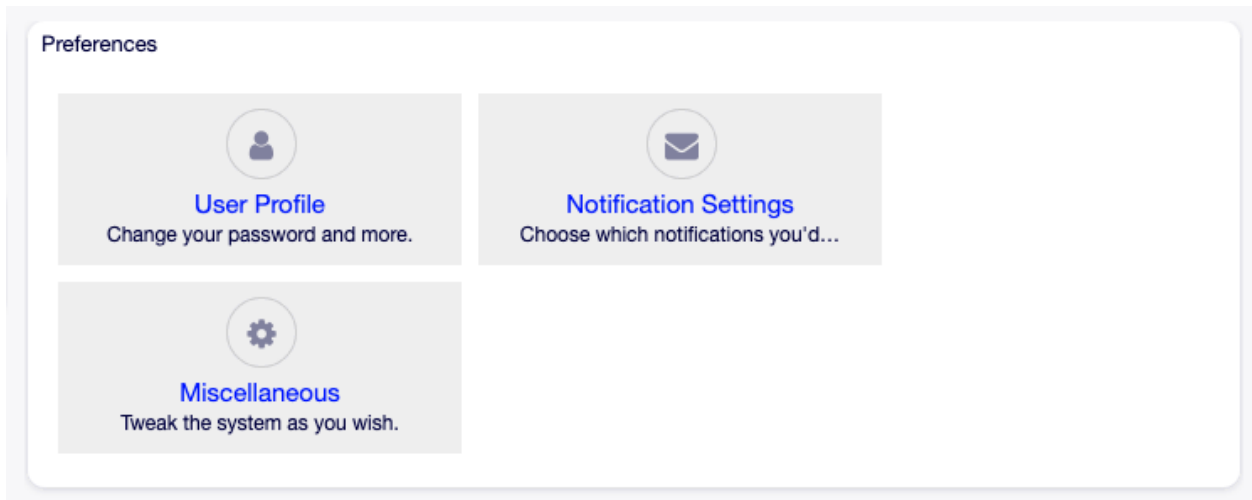 Preferences
User Profile
Change your password and more.
Notification Settings
Choose which notifications you'd…
Miscellaneous
Tweak the system as you wish.